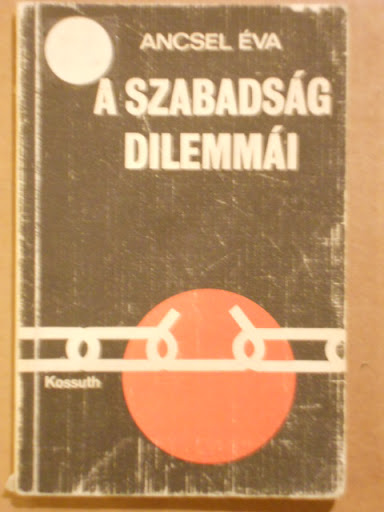 ANCSEL ÉVA
A SZABADSÁG
DILEMMÁI
Kossuth